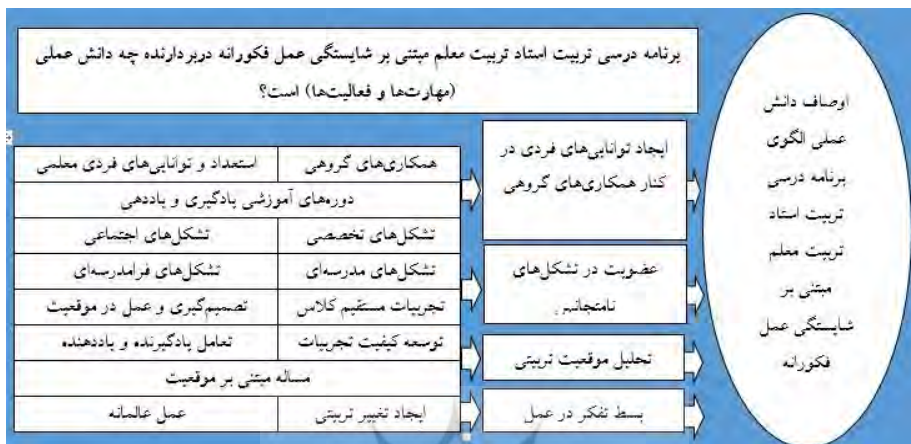 برنامه درسی تربیت استاد تربیت معلم مبتنی بر شایستگی عمل فکورانه دربردارنده چه دانش عملی
(مهارت‌ها و فعالیت‌ها) است؟
اوصاف دانش
عملی الگوی
برنامه درسی
تربیت استاد
تربیت معلم
مبتنی بر
شایستگی عمل
فکورانه
ایجاد توانایی‌های فردی در
کنار همکاری‌های گروهی
عضویت در تشکل‌های
نامتجانس
تحلیل موقعیت تربیتی
بسط تفکر در عمل
همکاری‌های گروهی استعداد و توانایی‌های فردی معلمی
دوره‌های آموزشی یادگیری و یاددهی
تشکل‌های تخصصی تشکل‌های اجتماعی
تشکل‌های مدرسه‌ای تشکل‌های فرامدرسه‌ای
تجربیات مستقیم کلاس تصمیم‌گیری و عمل در موقعیت
توسعه کیفیت تجربیات تعامل یادگیرنده و یاددهنده
مساله مبتنی بر موقعیت
ایجاد تغییر تربیتی عمل عالمانه